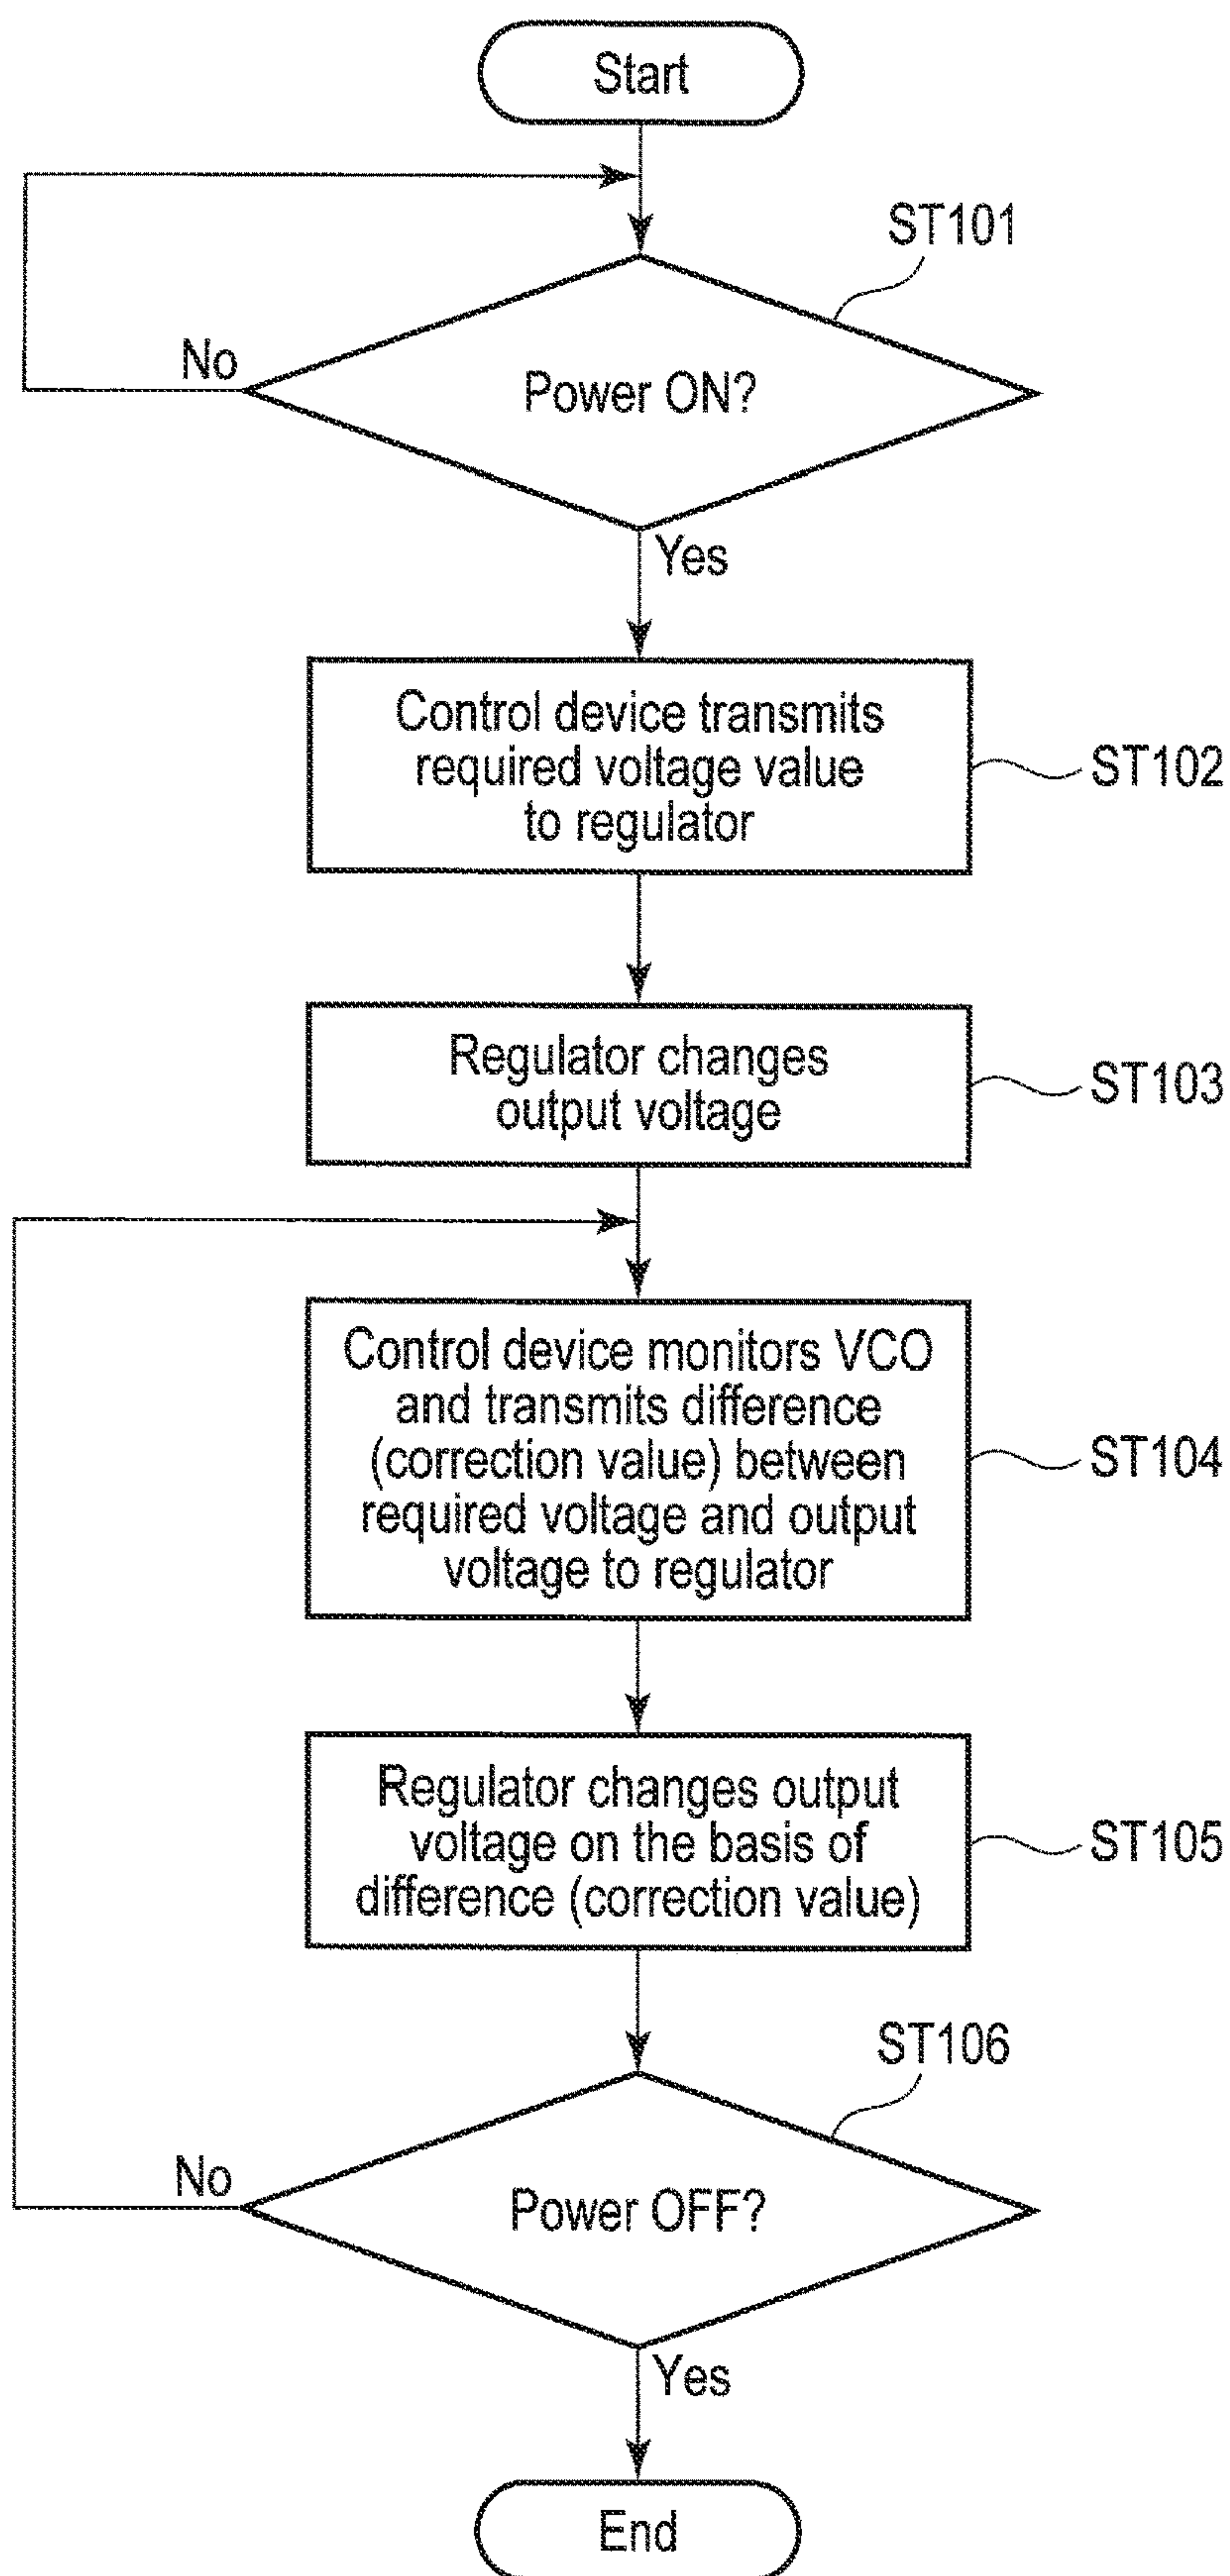 Start
ST101
No
Power ON?
Yes
Control device transmits
required voltage value
to regulator
ST102
Regulator changes
output voltage
ST103
Control device monitors VCO
and transmits difference
(correction value) between
required voltage and output
voltage to regulator
ST104
Regulator changes output
voltage on the basis of
difference (correction value)
ST105
ST106
No
Power OFF?
Yes
End